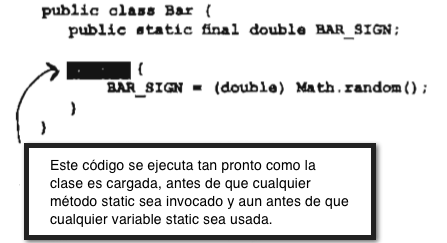 public class Bar {
public static final double BAR_SIGN;
{
BAR_SIGN = (double) Math.random();
}
}
Este código se ejecuta tan pronto como la
clase es cargada, antes de que cualquier
método static sea invocado y aun antes de que
cualquier variable static sea usada.